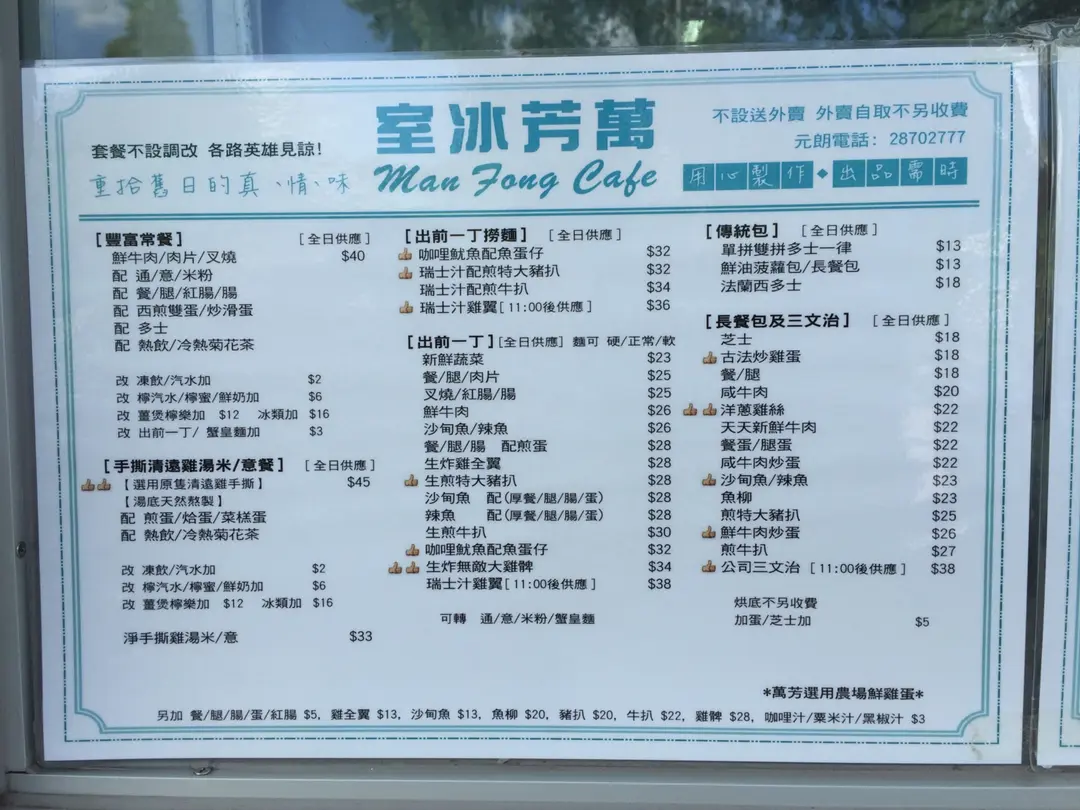 室冰芳萬
Man Fong Cafe
套餐不設調改 各路英雄見諒!
重拾舊日的真、情、味
不設送外賣 外賣自取不另收費
元朗電話: 28702777
用心製作◆出品需時
[豐富常餐] [全日供應]
鮮牛肉/肉片/叉燒 $40
配 通/意/米粉
配 餐/腿/紅腸/腸
配 西煎雙蛋/炒滑蛋
配 多士
配 熱飲/冷熱菊花茶
改 凍飲/汽水加 $2
改 檸汽水/檸蜜/鮮奶加 $6
改 薑煲檸樂加 $12 冰類加 $16
改 出前一丁/ 蟹皇麵加 $3
[手撕清遠雞湯米/意餐] [全日供應]
【選用原隻清遠雞手撕】 $45
【湯底天然熬製】
配 煎蛋/烚蛋/菜糕蛋
配 熱飲/冷熱菊花茶
改 凍飲/汽水加 $2
改 檸汽水/檸蜜/鮮奶加 $6
改 薑煲檸樂加 $12 冰類加 $16
淨手撕雞湯米/意 $33
[出前一丁撈麵] [全日供應]
咖哩魷魚配魚蛋仔 $32
瑞士汁配煎特大豬扒 $32
瑞士汁配煎牛扒 $34
瑞士汁雞翼[11:00後供應] $36
[出前一丁][全日供應] 麵可 硬/正常/軟
新鮮蔬菜 $23
餐/腿/肉片 $25
叉燒/紅腸/腸 $25
鮮牛肉 $26
沙甸魚/辣魚 $26
餐/腿/腸 配煎蛋 $28
生炸雞全翼 $28
生煎特大豬扒 $28
沙甸魚 配(厚餐/腿/腸/蛋) $28
辣魚 配(厚餐/腿/腸/蛋) $28
生煎牛扒 $30
咖哩魷魚配魚蛋仔 $32
生炸無敵大雞髀 $34
瑞士汁雞翼[11:00後供應] $38
可轉 通/意/米粉/蟹皇麵
[傳統包] [全日供應]
單拼雙拼多士一律 $13
鮮油菠蘿包/長餐包 $13
法蘭西多士 $18
[長餐包及三文治] [全日供應]
芝士 $18
古法炒雞蛋 $18
餐/腿 $18
咸牛肉 $20
洋蔥雞絲 $22
天天新鮮牛肉 $22
餐蛋/腿蛋 $22
咸牛肉炒蛋 $22
沙甸魚/辣魚 $23
魚柳 $23
煎特大豬扒 $25
鮮牛肉炒蛋 $26
煎牛扒 $27
公司三文治 [11:00後供應] $38
烘底不另收費
加蛋/芝士加 $5
*萬芳選用農場鮮雞蛋*
另加 餐/腿/腸/蛋/紅腸 $5, 雞全翼 $13, 沙甸魚 $13, 魚柳 $20, 豬扒 $20, 牛扒 $22, 雞髀 $28, 咖哩汁/粟米汁/黑椒汁 $3